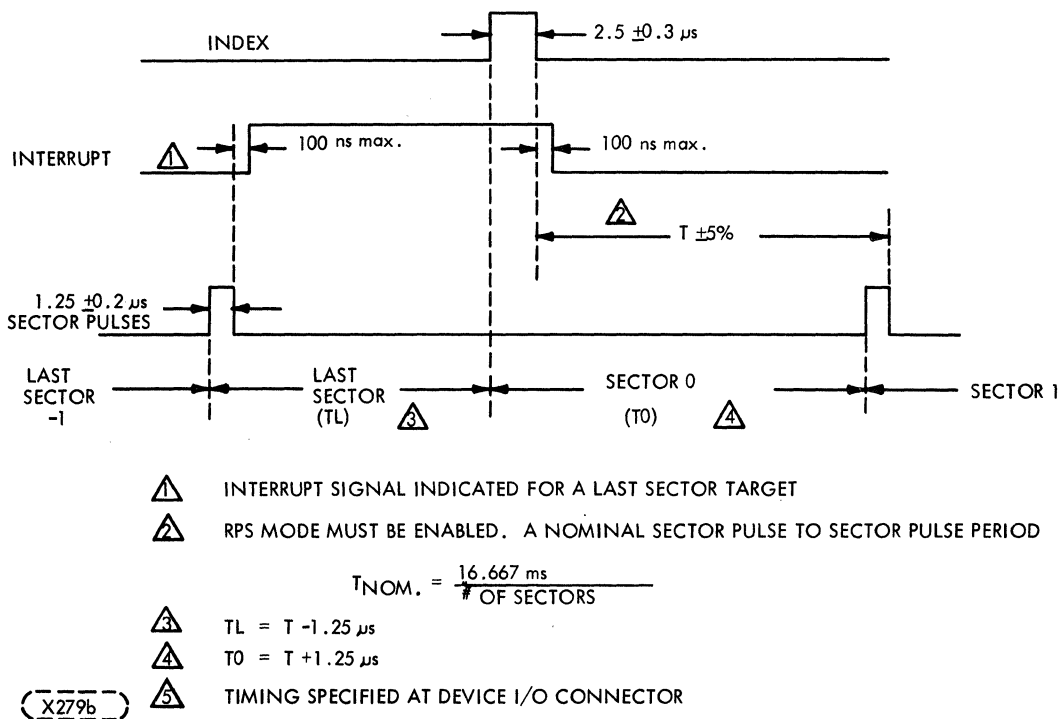 2.5 ±0.3 µs
INDEX
100 ns max.
100 ns max.
INTERRUPT
1
2
T ±5%
1.25 ±0.2 µs
SECTOR PULSES
LAST
SECTOR
-1
LAST
SECTOR
(TL)
3
SECTOR 0
(T0)
4
SECTOR 1
1 INTERRUPT SIGNAL INDICATED FOR A LAST SECTOR TARGET
2 RPS MODE MUST BE ENABLED. A NOMINAL SECTOR PULSE TO SECTOR PULSE PERIOD
TNOM. = 16.667 ms
# OF SECTORS
3 TL = T -1.25 µs
4 T0 = T +1.25 µs
5 TIMING SPECIFIED AT DEVICE I/O CONNECTOR
X279b